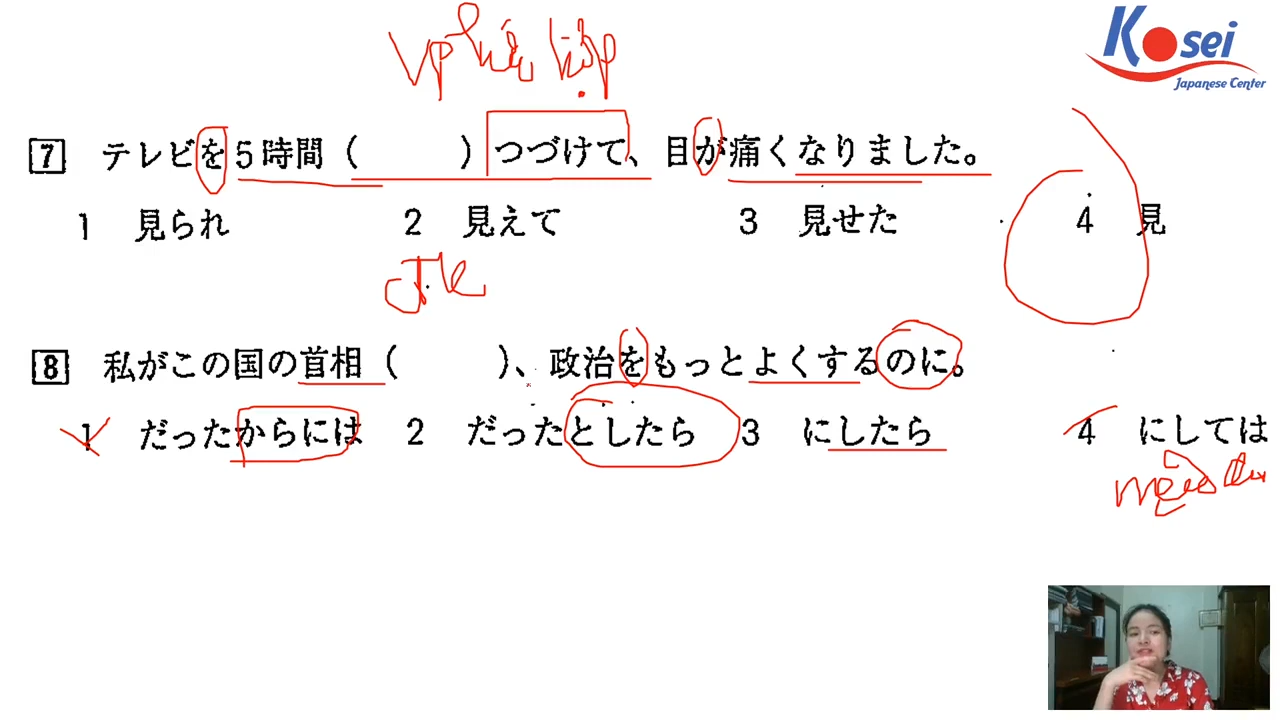 Kosei
Japanese Center
7 テレビを5時間( )つづけて、目が痛くなりました。
1 見られ 2 見えて 3 見せた 4 見
8 私がこの国の首相( )、政治をもっとよくするのに。
1 だったからには 2 だったとしたら 3 にしたら 4 にしては